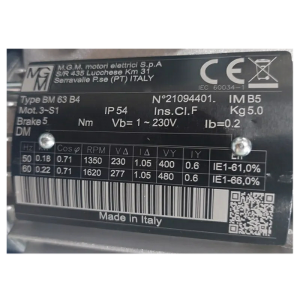 MGM
M.G.M. motori elettrici S.p.A
S/R 435 Lucchese Km 31
Serravalle P.se (PT) ITALY
CE
IEC 60034-1
Type BM 63 B4 N°21094401. IM B5
Mot.3~S1 IP 54 Ins.Cl.F Kg 5.0
Brake 5 Nm Vb= 1~230V Ib=0.2
DM
Hz kW Cosφ RPM V∆ I∆ VY IY
50 0.18 0.71 1350 230 1.05 400 0.6 IE1-61,0%
60 0.22 0.71 1620 277 1.05 480 0.6 IE1-66,0%
Made in Italy